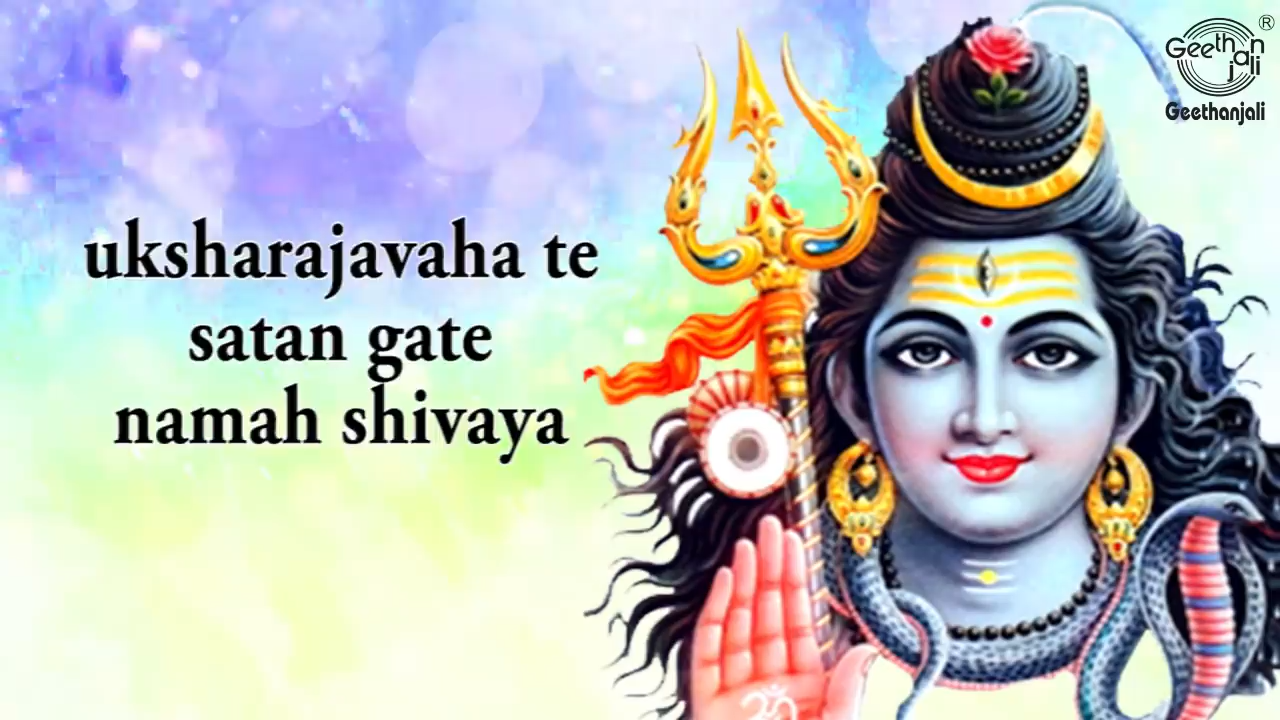 uksharajavaha te
satan gate
namah shivaya
Geethanjali ®
Geethanjali
ॐ